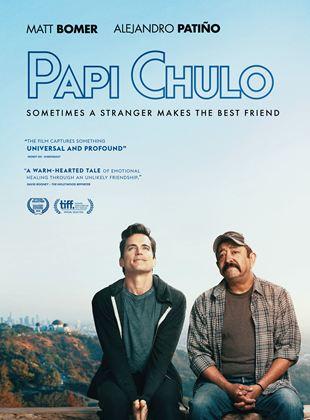 MATT BOMER ALEJANDRO PATIÑO
PAPI CHULO
SOMETIMES A STRANGER MAKES THE BEST FRIEND
"THE FILM CAPTURES SOMETHING
UNIVERSAL AND PROFOUND"
"A WARM-HEARTED TALE OF EMOTIONAL
HEALING THROUGH AN UNLIKELY FRIENDSHIP."
DAVID ROONEY - THE HOLLYWOOD REPORTER
tiff